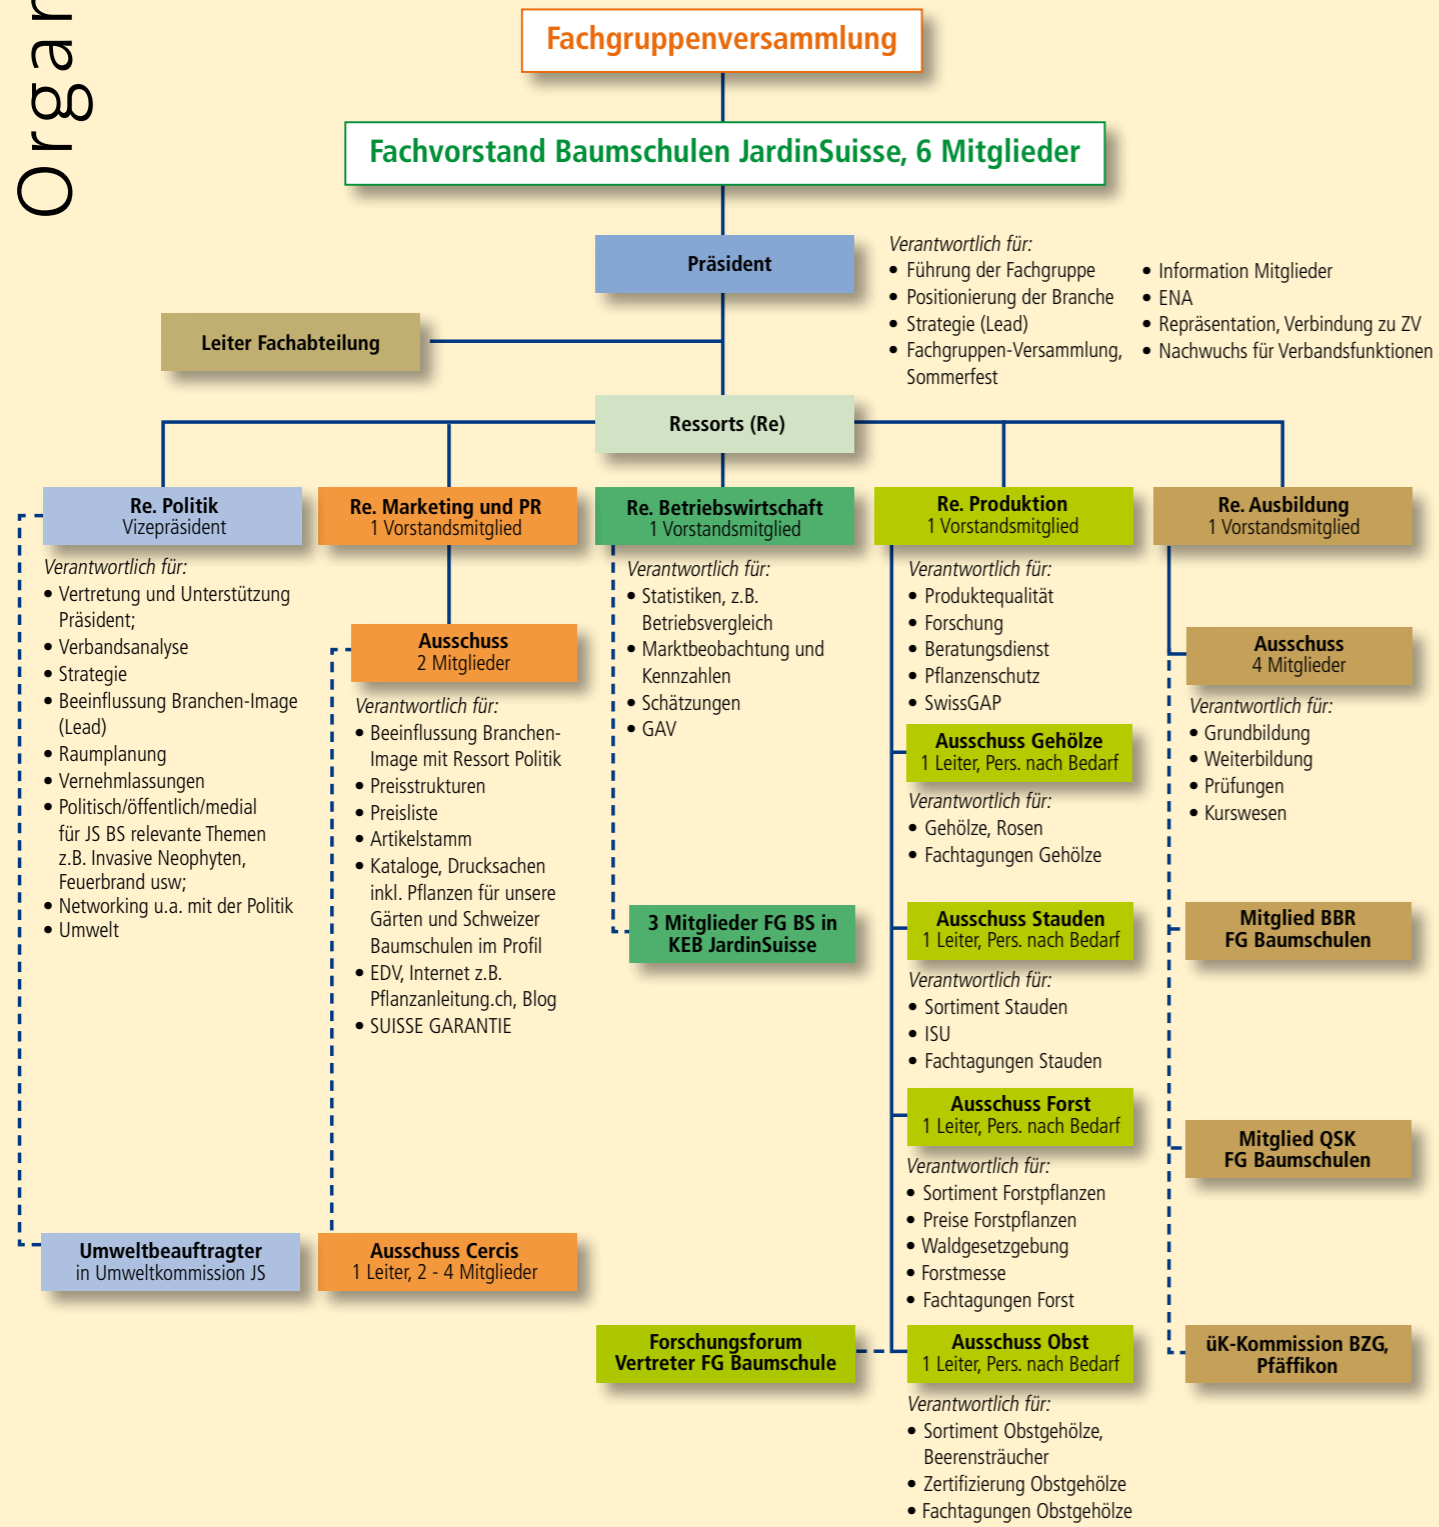 Organ
Fachgruppenversammlung
Fachvorstand Baumschulen JardinSuisse, 6 Mitglieder
Präsident
Verantwortlich für:
• Führung der Fachgruppe
• Positionierung der Branche
• Strategie (Lead)
• Fachgruppen-Versammlung,
Sommerfest
• Information Mitglieder
• ENA
• Repräsentation, Verbindung zu ZV
• Nachwuchs für Verbandsfunktionen
Leiter Fachabteilung
Ressorts (Re)
Re. Politik
Vizepräsident
Verantwortlich für:
• Vertretung und Unterstützung
Präsident;
• Verbandsanalyse
• Strategie
• Beeinflussung Branchen-Image
(Lead)
• Raumplanung
• Vernehmlassungen
• Politisch/öffentlich/medial
für JS BS relevante Themen
z.B. Invasive Neophyten,
Feuerbrand usw;
• Networking u.a. mit der Politik
• Umwelt
Umweltbeauftragter
in Umweltkommission JS
Re. Marketing und PR
1 Vorstandsmitglied
Ausschuss
2 Mitglieder
Verantwortlich für:
• Beeinflussung Branchen-
Image mit Ressort Politik
• Preisstrukturen
• Preisliste
• Artikelstamm
• Kataloge, Drucksachen
inkl. Pflanzen für unsere
Gärten und Schweizer
Baumschulen im Profil
• EDV, Internet z.B.
Pflanzanleitung.ch, Blog
• SUISSE GARANTIE
Ausschuss Cercis
1 Leiter, 2 - 4 Mitglieder
Re. Betriebswirtschaft
1 Vorstandsmitglied
Verantwortlich für:
• Statistiken, z.B.
Betriebsvergleich
• Marktbeobachtung und
Kennzahlen
• Schätzungen
• GAV
3 Mitglieder FG BS in
KEB JardinSuisse
Re. Produktion
1 Vorstandsmitglied
Verantwortlich für:
• Produktequalität
• Forschung
• Beratungsdienst
• Pflanzenschutz
• SwissGAP
Ausschuss Gehölze
1 Leiter, Pers. nach Bedarf
Verantwortlich für:
• Gehölze, Rosen
• Fachtagungen Gehölze
Ausschuss Stauden
1 Leiter, Pers. nach Bedarf
Verantwortlich für:
• Sortiment Stauden
• ISU
• Fachtagungen Stauden
Ausschuss Forst
1 Leiter, Pers. nach Bedarf
Verantwortlich für:
• Sortiment Forstpflanzen
• Preise Forstpflanzen
• Waldgesetzgebung
• Forstmesse
• Fachtagungen Forst
Forschungsforum
Vertreter FG Baumschule
Ausschuss Obst
1 Leiter, Pers. nach Bedarf
Verantwortlich für:
• Sortiment Obstgehölze,
Beerensträucher
• Zertifizierung Obstgehölze
• Fachtagungen Obstgehölze
Re. Ausbildung
1 Vorstandsmitglied
Ausschuss
4 Mitglieder
Verantwortlich für:
• Grundbildung
• Weiterbildung
• Prüfungen
• Kurswesen
Mitglied BBR
FG Baumschulen
Mitglied QSK
FG Baumschulen
üK-Kommission BZG,
Pfäffikon